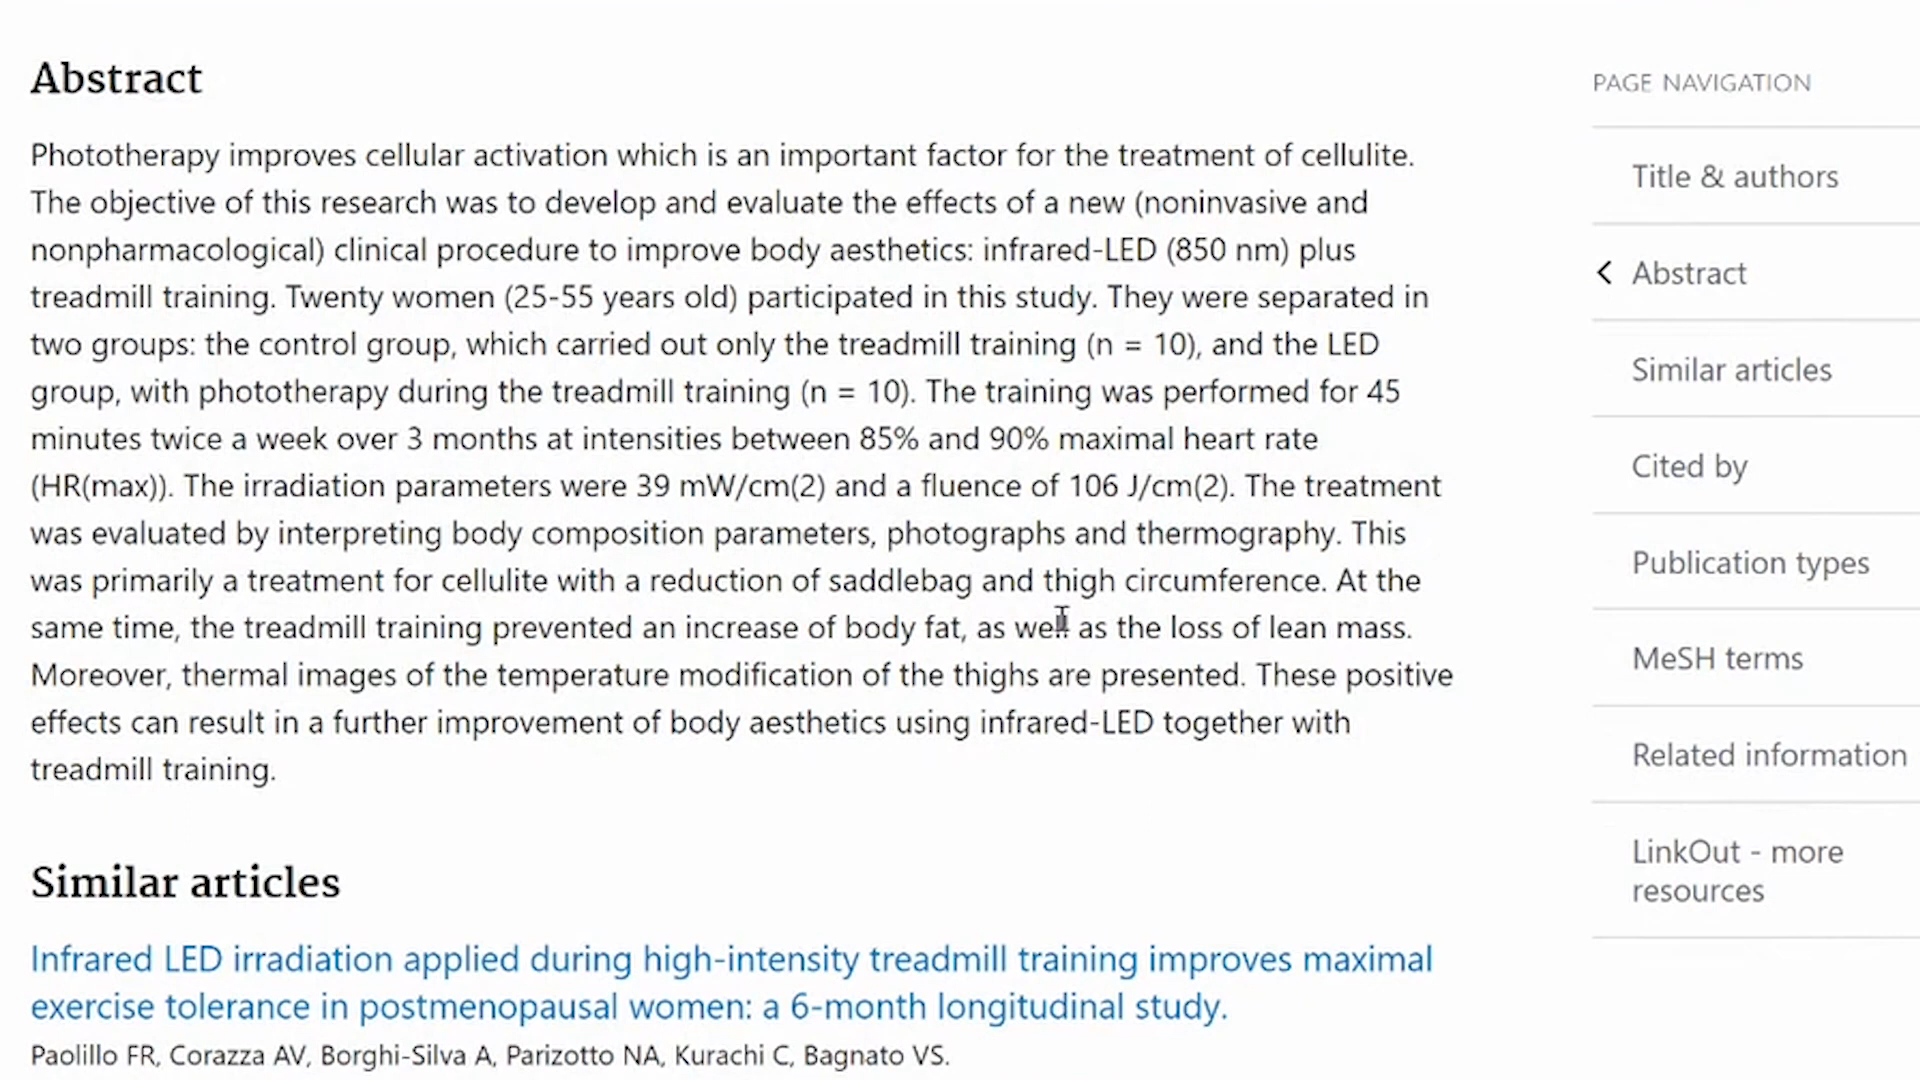 Abstract
Phototherapy improves cellular activation which is an important factor for the treatment of cellulite.
The objective of this research was to develop and evaluate the effects of a new (noninvasive and
nonpharmacological) clinical procedure to improve body aesthetics: infrared-LED (850 nm) plus
treadmill training. Twenty women (25-55 years old) participated in this study. They were separated in
two groups: the control group, which carried out only the treadmill training (n = 10), and the LED
group, with phototherapy during the treadmill training (n = 10). The training was performed for 45
minutes twice a week over 3 months at intensities between 85% and 90% maximal heart rate
(HR(max)). The irradiation parameters were 39 mW/cm(2) and a fluence of 106 J/cm(2). The treatment
was evaluated by interpreting body composition parameters, photographs and thermography. This
was primarily a treatment for cellulite with a reduction of saddlebag and thigh circumference. At the
same time, the treadmill training prevented an increase of body fat, as well as the loss of lean mass.
Moreover, thermal images of the temperature modification of the thighs are presented. These positive
effects can result in a further improvement of body aesthetics using infrared-LED together with
treadmill training.
Similar articles
Infrared LED irradiation applied during high-intensity treadmill training improves maximal
exercise tolerance in postmenopausal women: a 6-month longitudinal study.
Paolillo FR, Corazza AV, Borghi-Silva A, Parizotto NA, Kurachi C, Bagnato VS.
PAGE NAVIGATION
Title & authors
Abstract
Similar articles
Cited by
Publication types
MeSH terms
Related information
LinkOut - more
resources